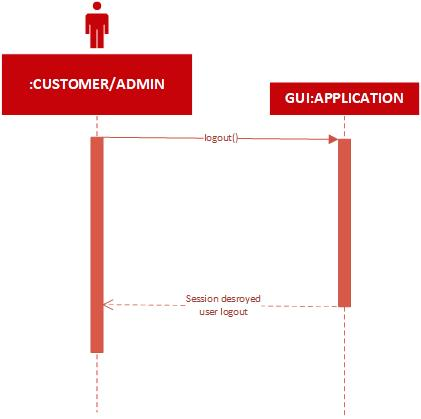 :CUSTOMER/ADMIN
GUI:APPLICATION
logout()
Session desroyed
user logout